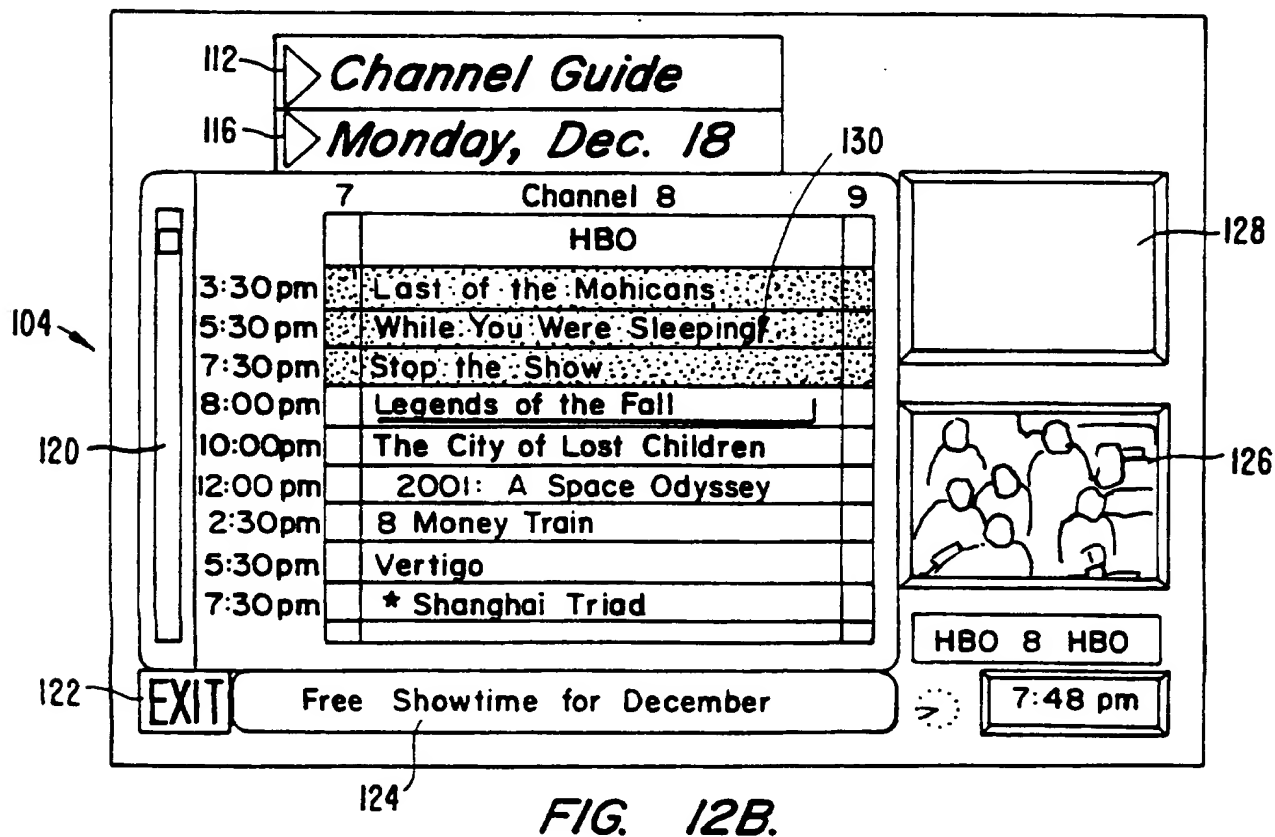 112 Channel Guide
116 Monday, Dec. 18
130
7 Channel 8 9
HBO
128
3:30pm Last of the Mohicans
104
5:30pm While You Were Sleeping
7:30pm Stop the Show
8:00pm Legends of the Fall
120
10:00pm The City of Lost Children
126
12:00 pm 2001: A Space Odyssey
2:30pm 8 Money Train
5:30pm Vertigo
7:30pm * Shanghai Triad
HBO 8 HBO
122 EXIT Free Showtime for December 7:48 pm
124
FIG. 12B.